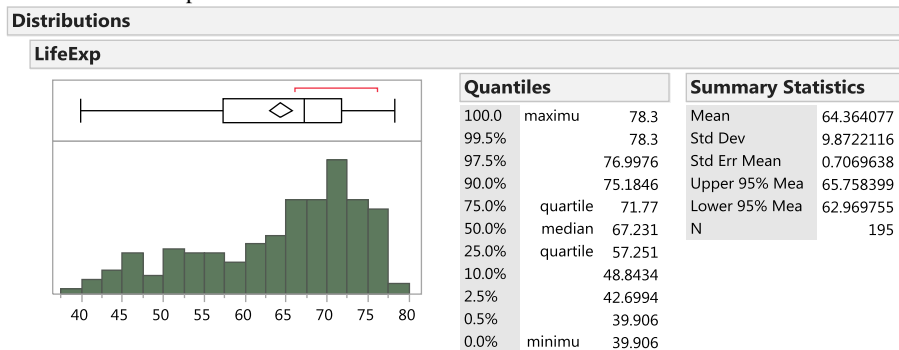 Distributions
LifeExp
40 45 50 55 60 65 70 75 80
Quantiles
100.0 maximu 78.3
99.5% 78.3
97.5% 76.9976
90.0% 75.1846
75.0% quartile 71.77
50.0% median 67.231
25.0% quartile 57.251
10.0% 48.8434
2.5% 42.6994
0.5% 39.906
0.0% minimu 39.906
Summary Statistics
Mean 64.364077
Std Dev 9.8722116
Std Err Mean 0.7069638
Upper 95% Mea 65.758399
Lower 95% Mea 62.969755
N 195